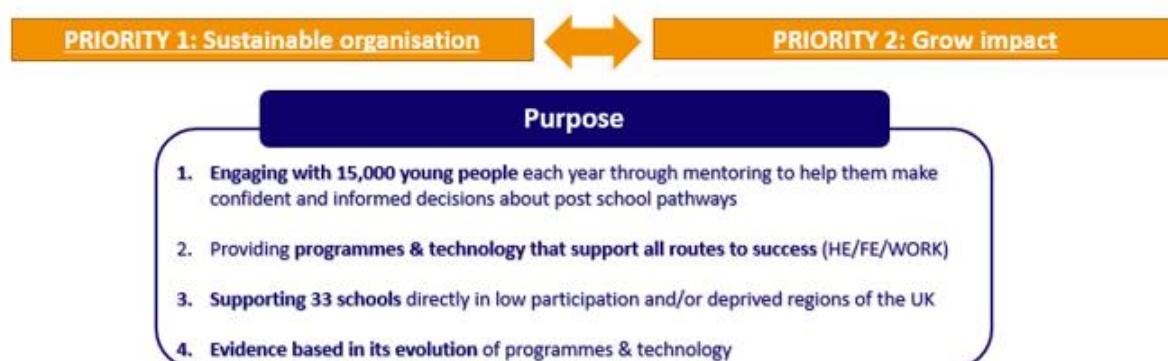 PRIORITY 1: Sustainable organisation
PRIORITY 2: Grow impact
Purpose
1. Engaging with 15,000 young people each year through mentoring to help them make
confident and informed decisions about post school pathways
2. Providing programmes & technology that support all routes to success (HE/FE/WORK)
3. Supporting 33 schools directly in low participation and/or deprived regions of the UK
4. Evidence based in its evolution of programmes & technology